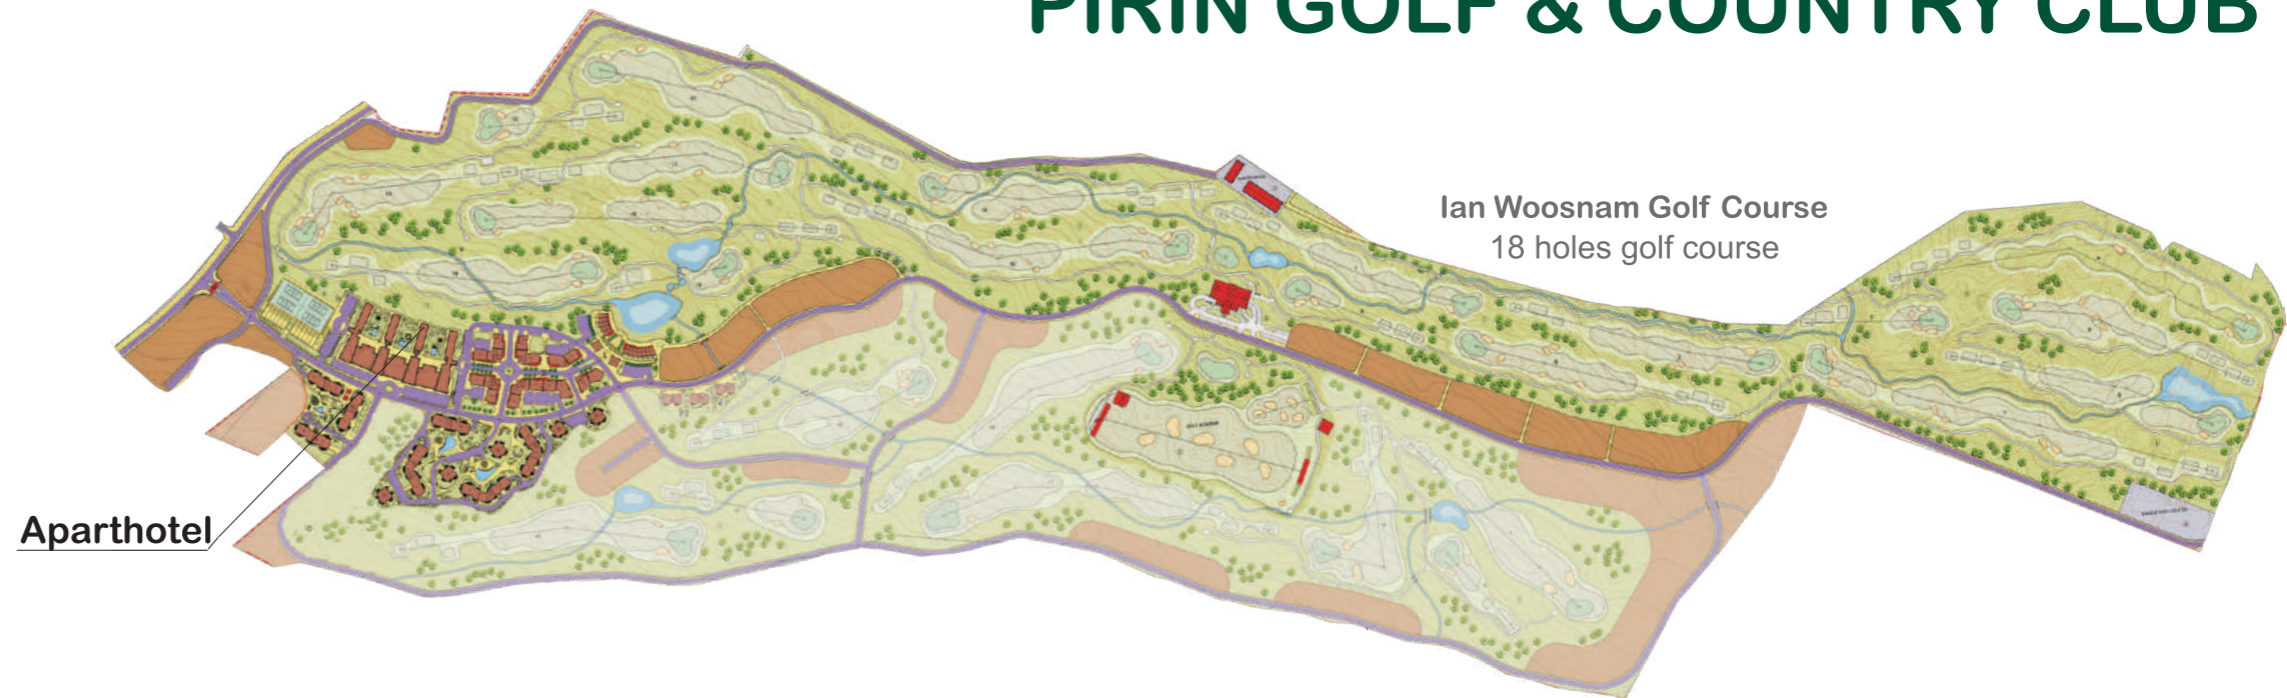 PIRIN GOLF & COUNTRY CLUB
Ian Woosnam Golf Course
18 holes golf course
Aparthotel